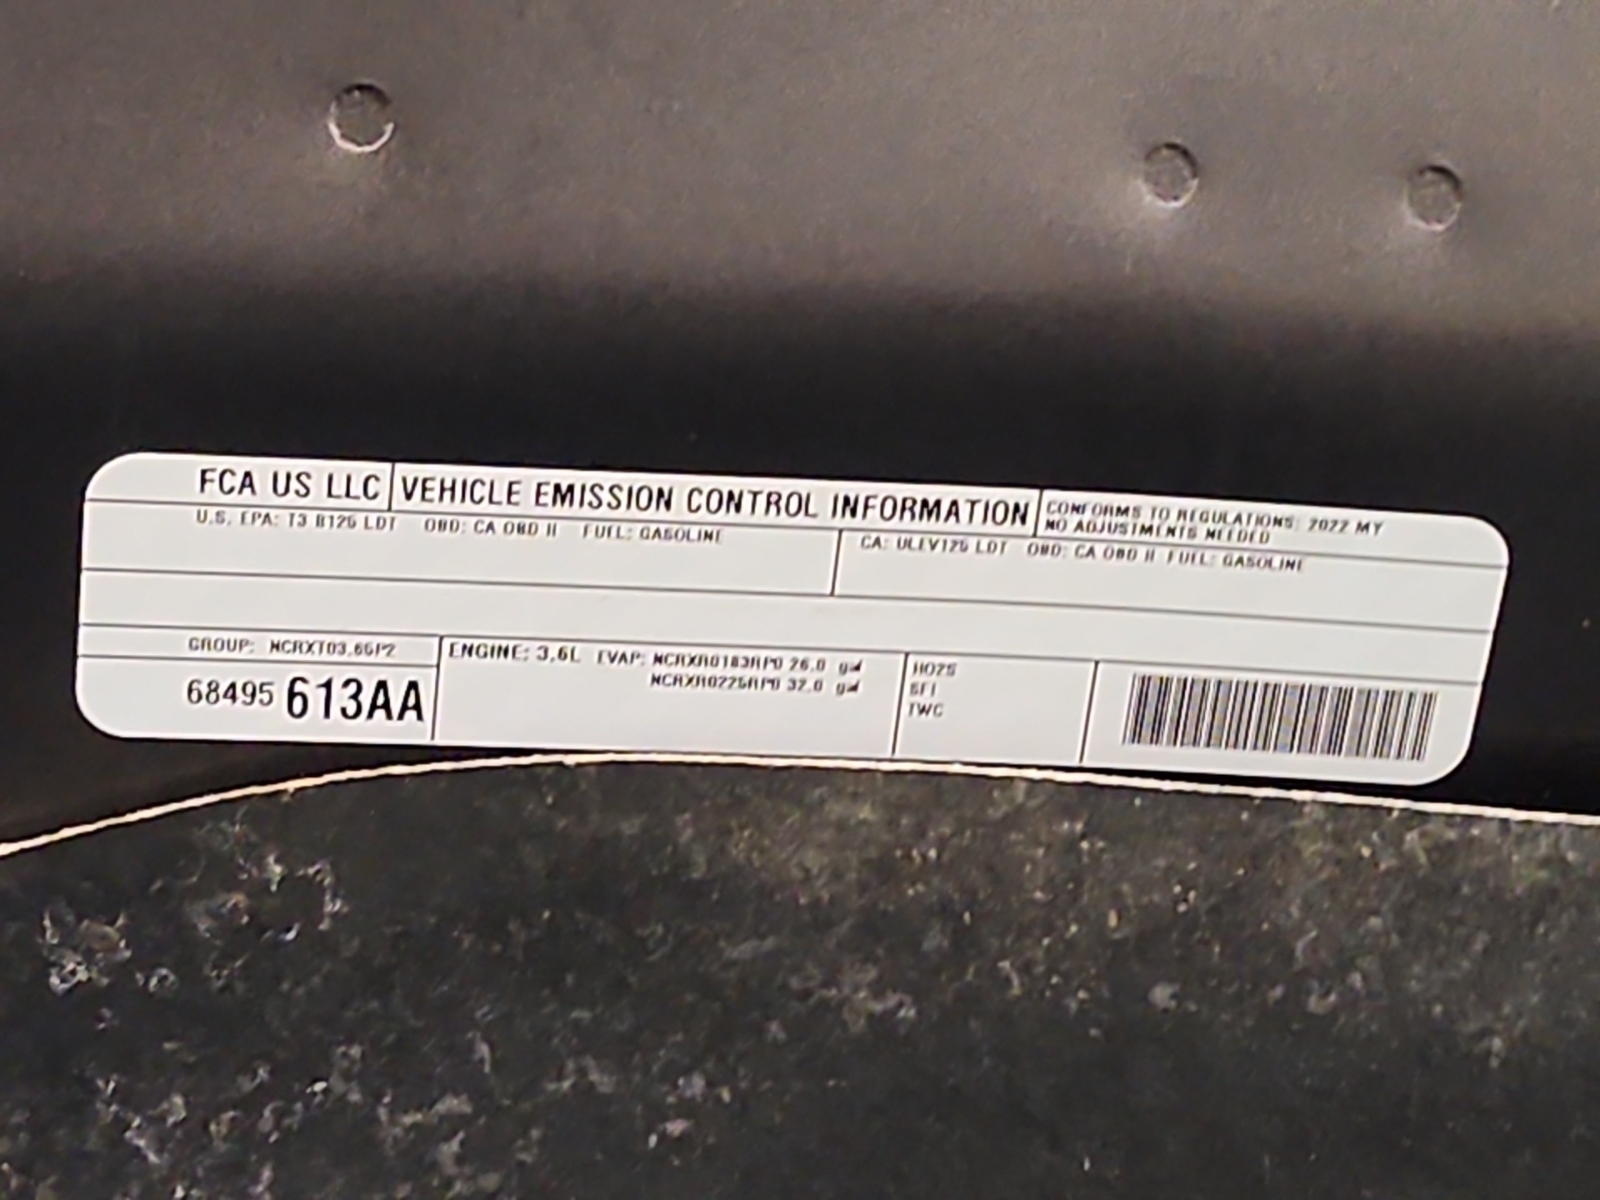 FCA US LLC VEHICLE EMISSION CONTROL INFORMATION
CONFORMS TO REGULATIONS: 2022 MY
NO ADJUSTMENTS NEEDED
U.S. EPA: T3 B125 LDT OBD: CA OBD II FUEL: GASOLINE
CA: ULEV125 LDT OBD: CA OBD II FUEL: GASOLINE
GROUP: NCRXT03.65P2
68495 613AA
ENGINE: 3.6L EVAP: NCRXR0183RP0 26.0 gal
NCRXR0225RP0 32.0 gal
HO2S
SFI
TWC